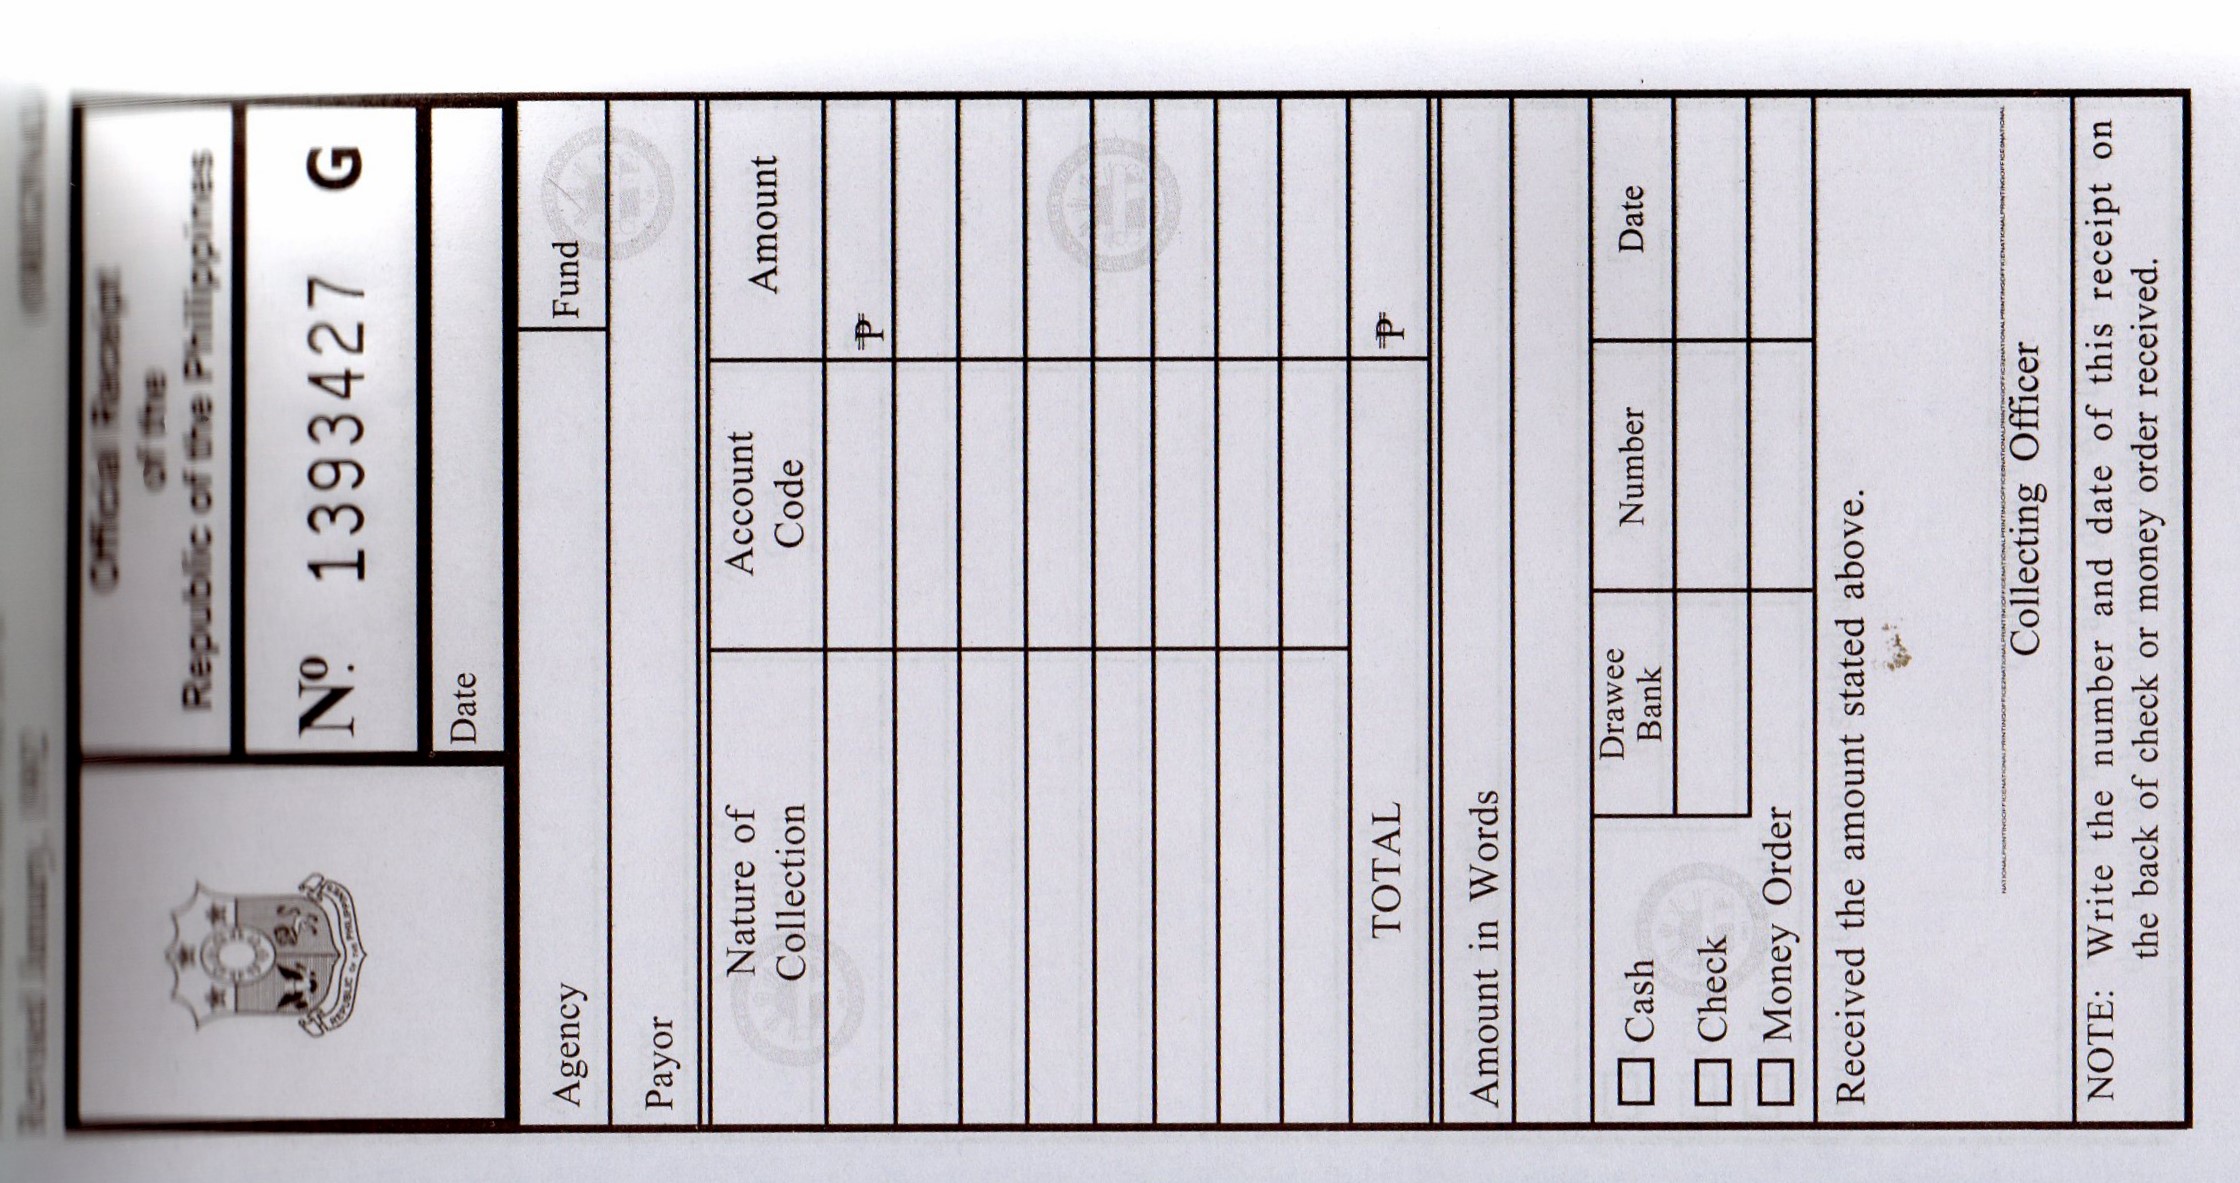 Revised January, 1992
Official Receipt
of the
Republic of the Philippines
REPUBLIC OF THE PHILIPPINES
Nº. 1393427 G
Date
Agency
Fund
Payor
Nature of
Collection
Account
Code
Amount
₱
TOTAL
₱
Amount in Words
Cash
Check
Money Order
Drawee
Bank
Number
Date
Received the amount stated above.
Collecting Officer
NOTE: Write the number and date of this receipt on
the back of check or money order received.